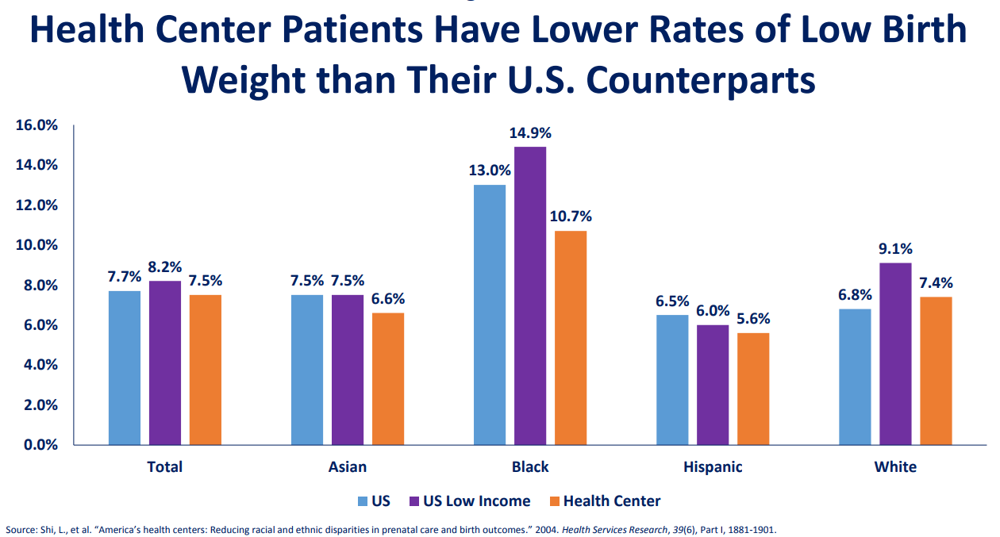 Health Center Patients Have Lower Rates of Low Birth
Weight than Their U.S. Counterparts
16.0%
14.0%
12.0%
10.0%
8.0%
6.0%
4.0%
2.0%
0.0%
7.7% 8.2% 7.5%
7.5% 7.5% 6.6%
13.0% 14.9% 10.7%
6.5% 6.0% 5.6%
6.8% 9.1% 7.4%
Total Asian Black Hispanic White
US US Low Income Health Center
Source: Shi, L., et al. “America’s health centers: Reducing racial and ethnic disparities in prenatal care and birth outcomes.” 2004. Health Services Research, 39(6), Part I, 1881-1901.